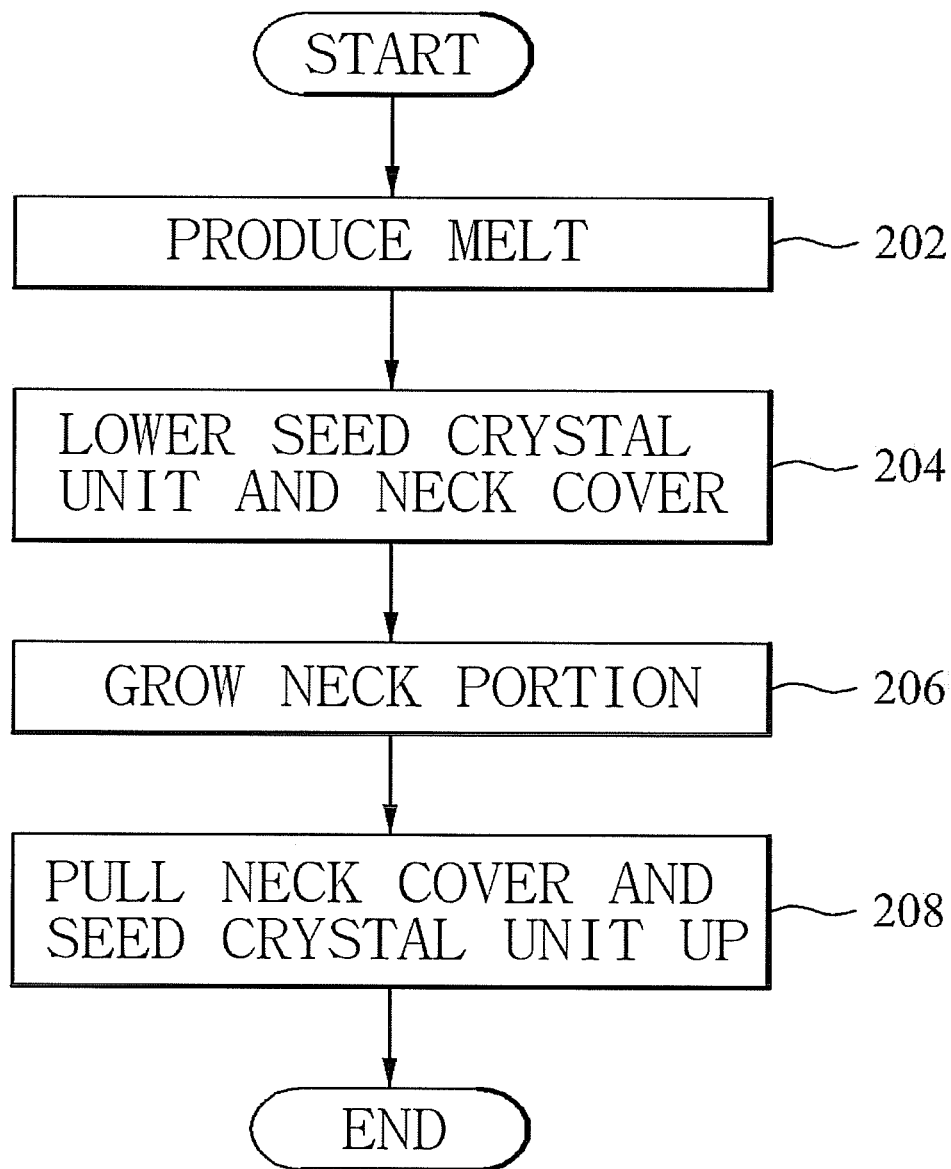 START
PRODUCE MELT
202
LOWER SEED CRYSTAL
UNIT AND NECK COVER
204
GROW NECK PORTION
206
PULL NECK COVER AND
SEED CRYSTAL UNIT UP
208
END